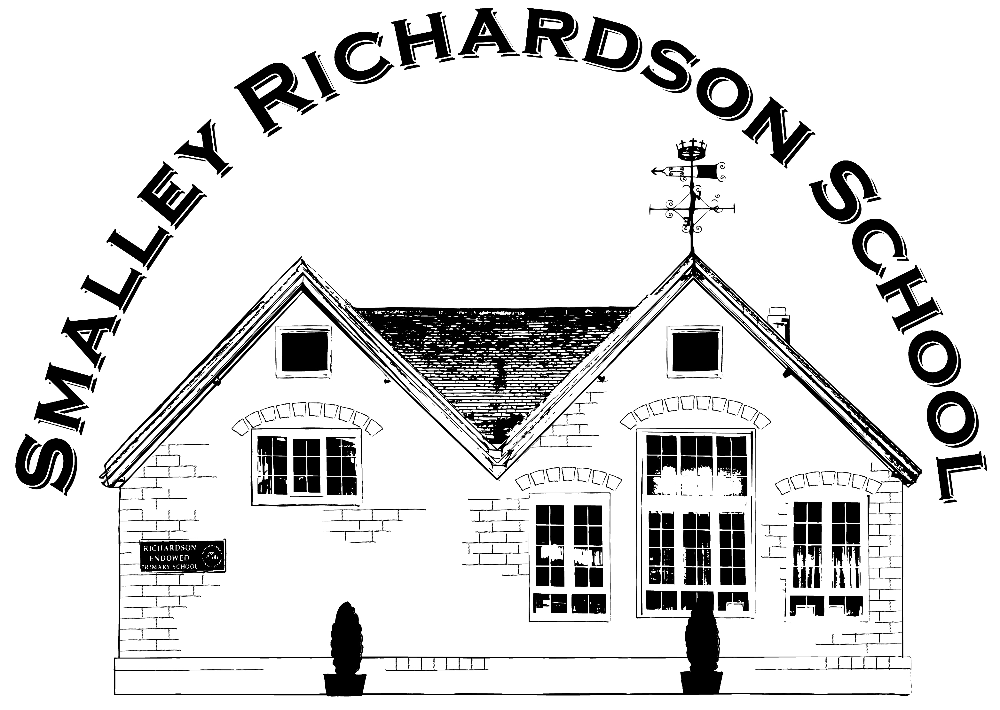 SMALLEY RICHARDSON SCHOOL
RICHARDSON
ENDOWED
PRIMARY SCHOOL